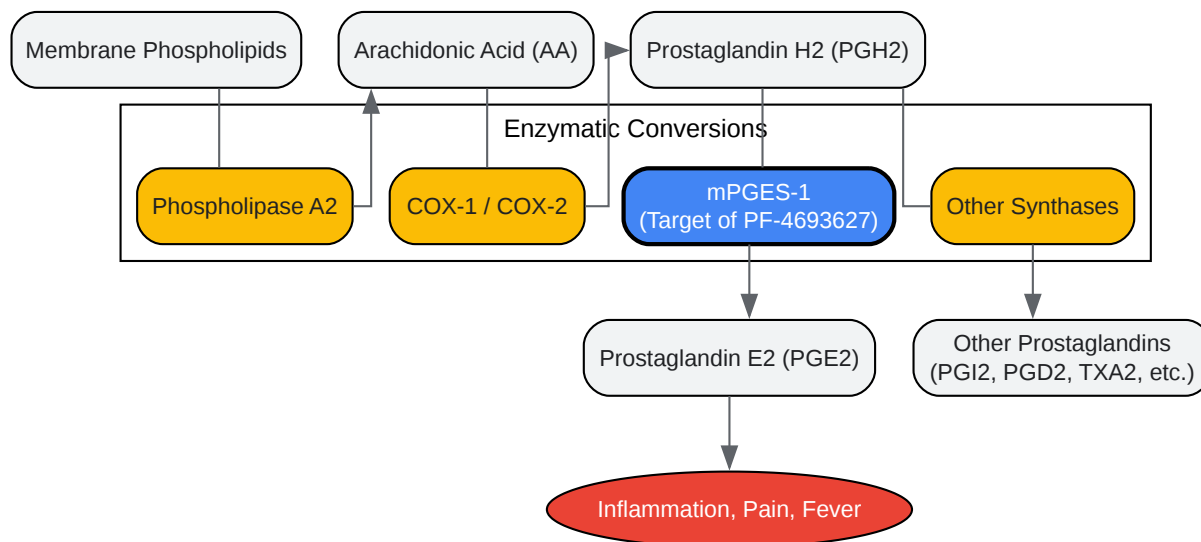 Membrane Phospholipids
Arachidonic Acid (AA)
Prostaglandin H2 (PGH2)
Enzymatic Conversions
Phospholipase A2
COX-1 / COX-2
mPGES-1
(Target of PF-4693627)
Other Synthases
Prostaglandin E2 (PGE2)
Other Prostaglandins
(PGI2, PGD2, TXA2, etc.)
Inflammation, Pain, Fever